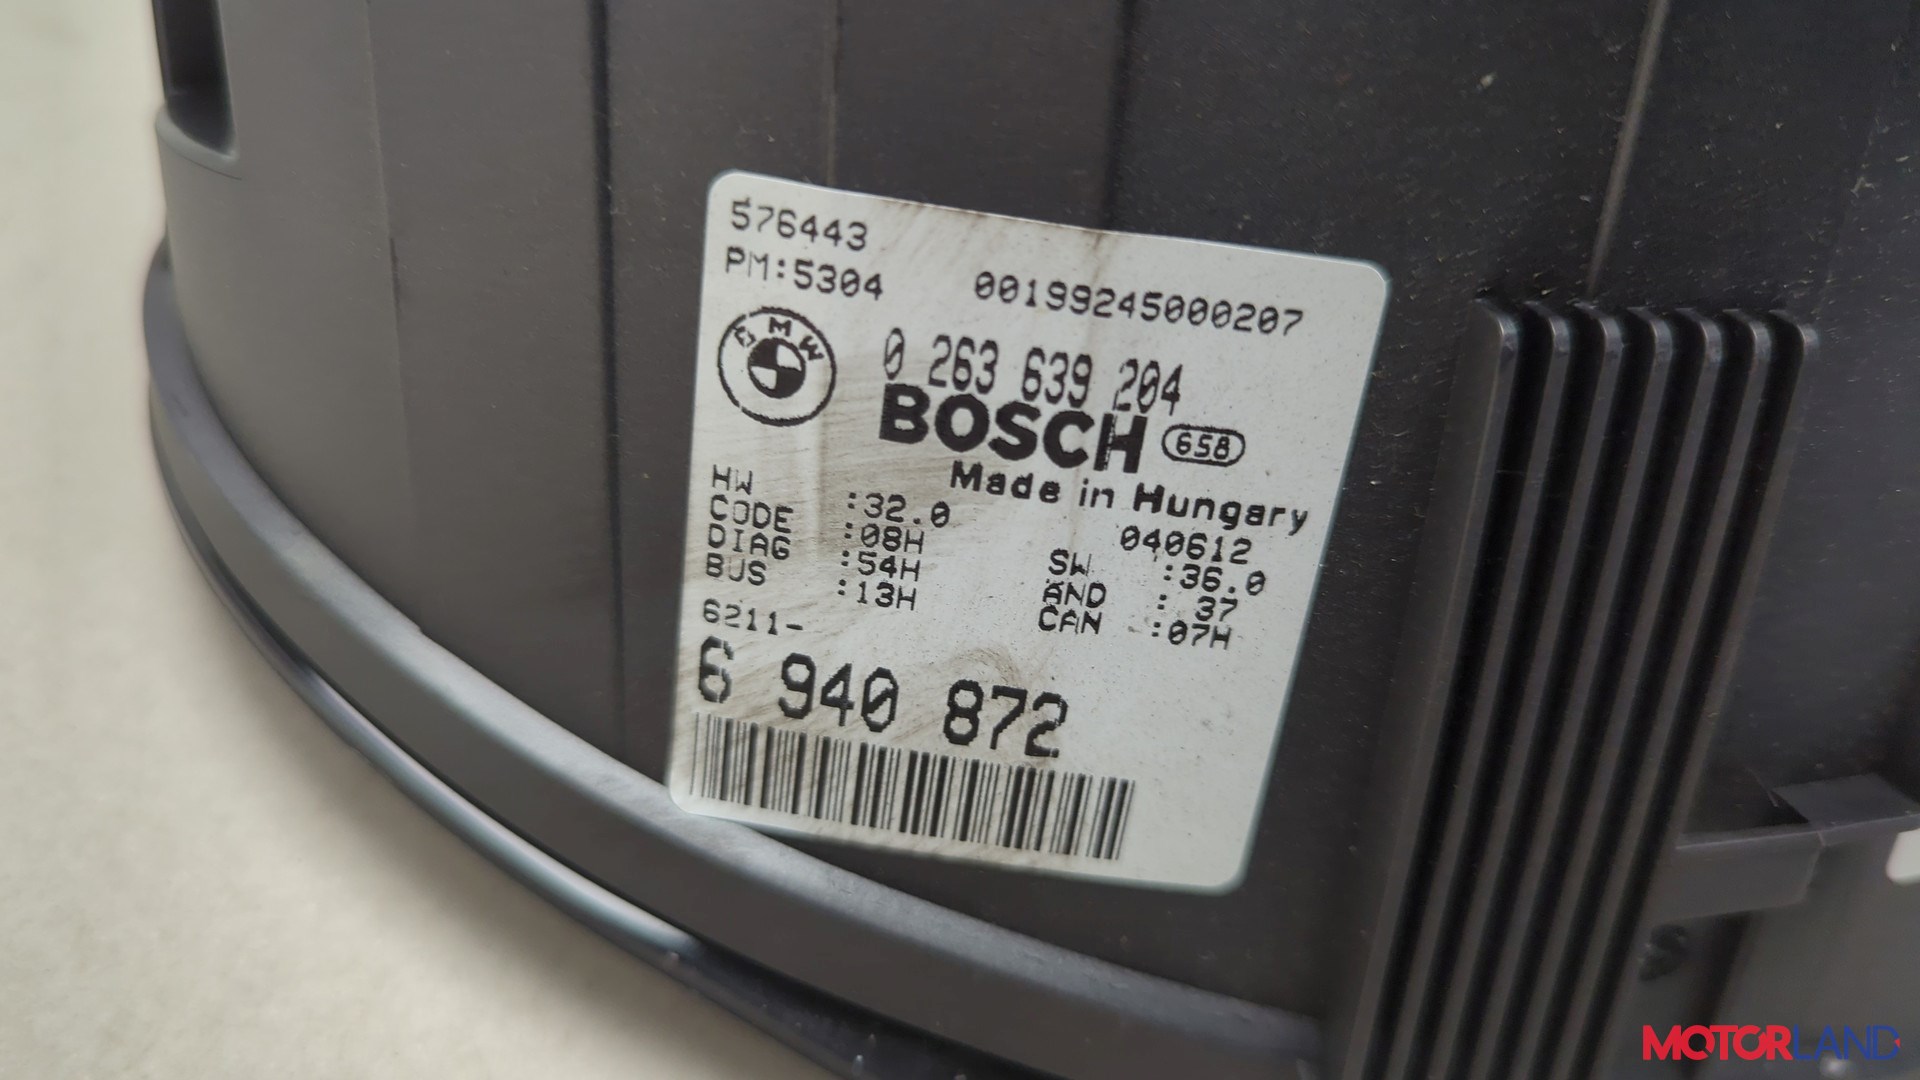 576443
PM:5304 00199245000207
BMW
0 263 639 204
BOSCH 658
Made in Hungary
040612
HW :32.0 SW :36.0
CODE :08H AND : 37
DIAG :54H CAN :07H
BUS :13H
6211-
6 940 872
MOTORLAND